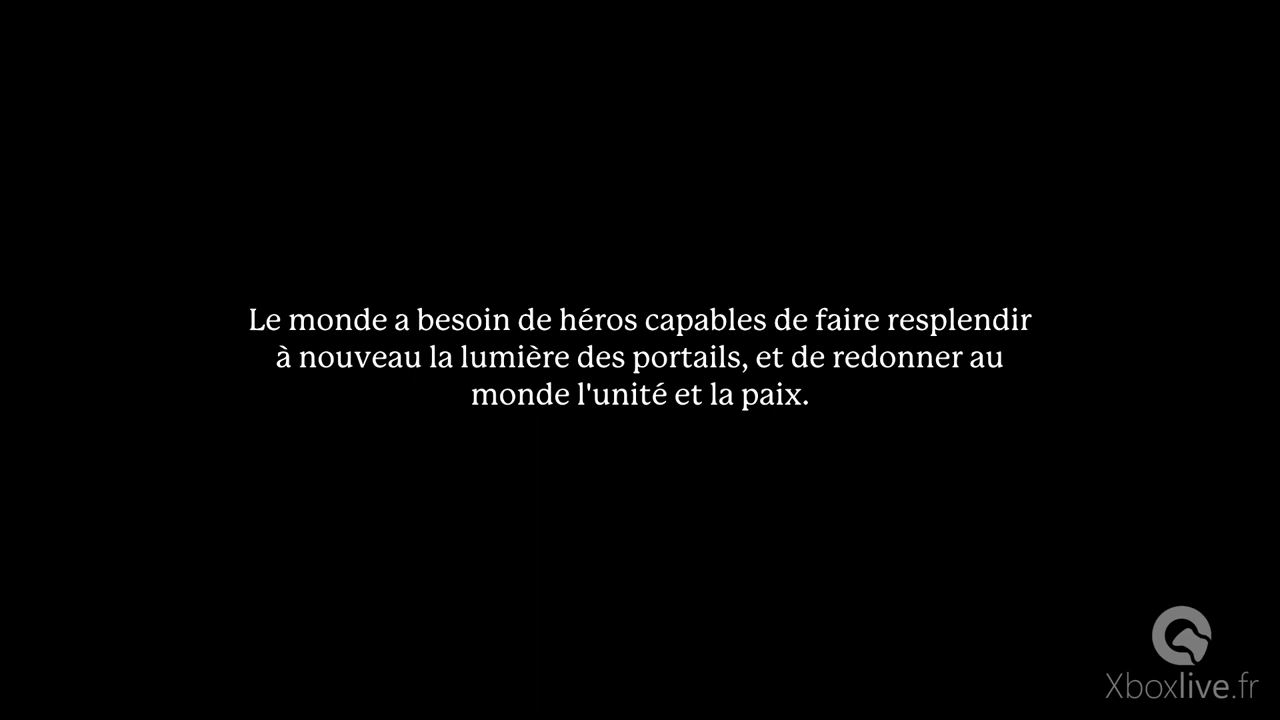 Le monde a besoin de héros capables de faire resplendir
à nouveau la lumière des portails, et de redonner au
monde l'unité et la paix.
Xboxlive.fr